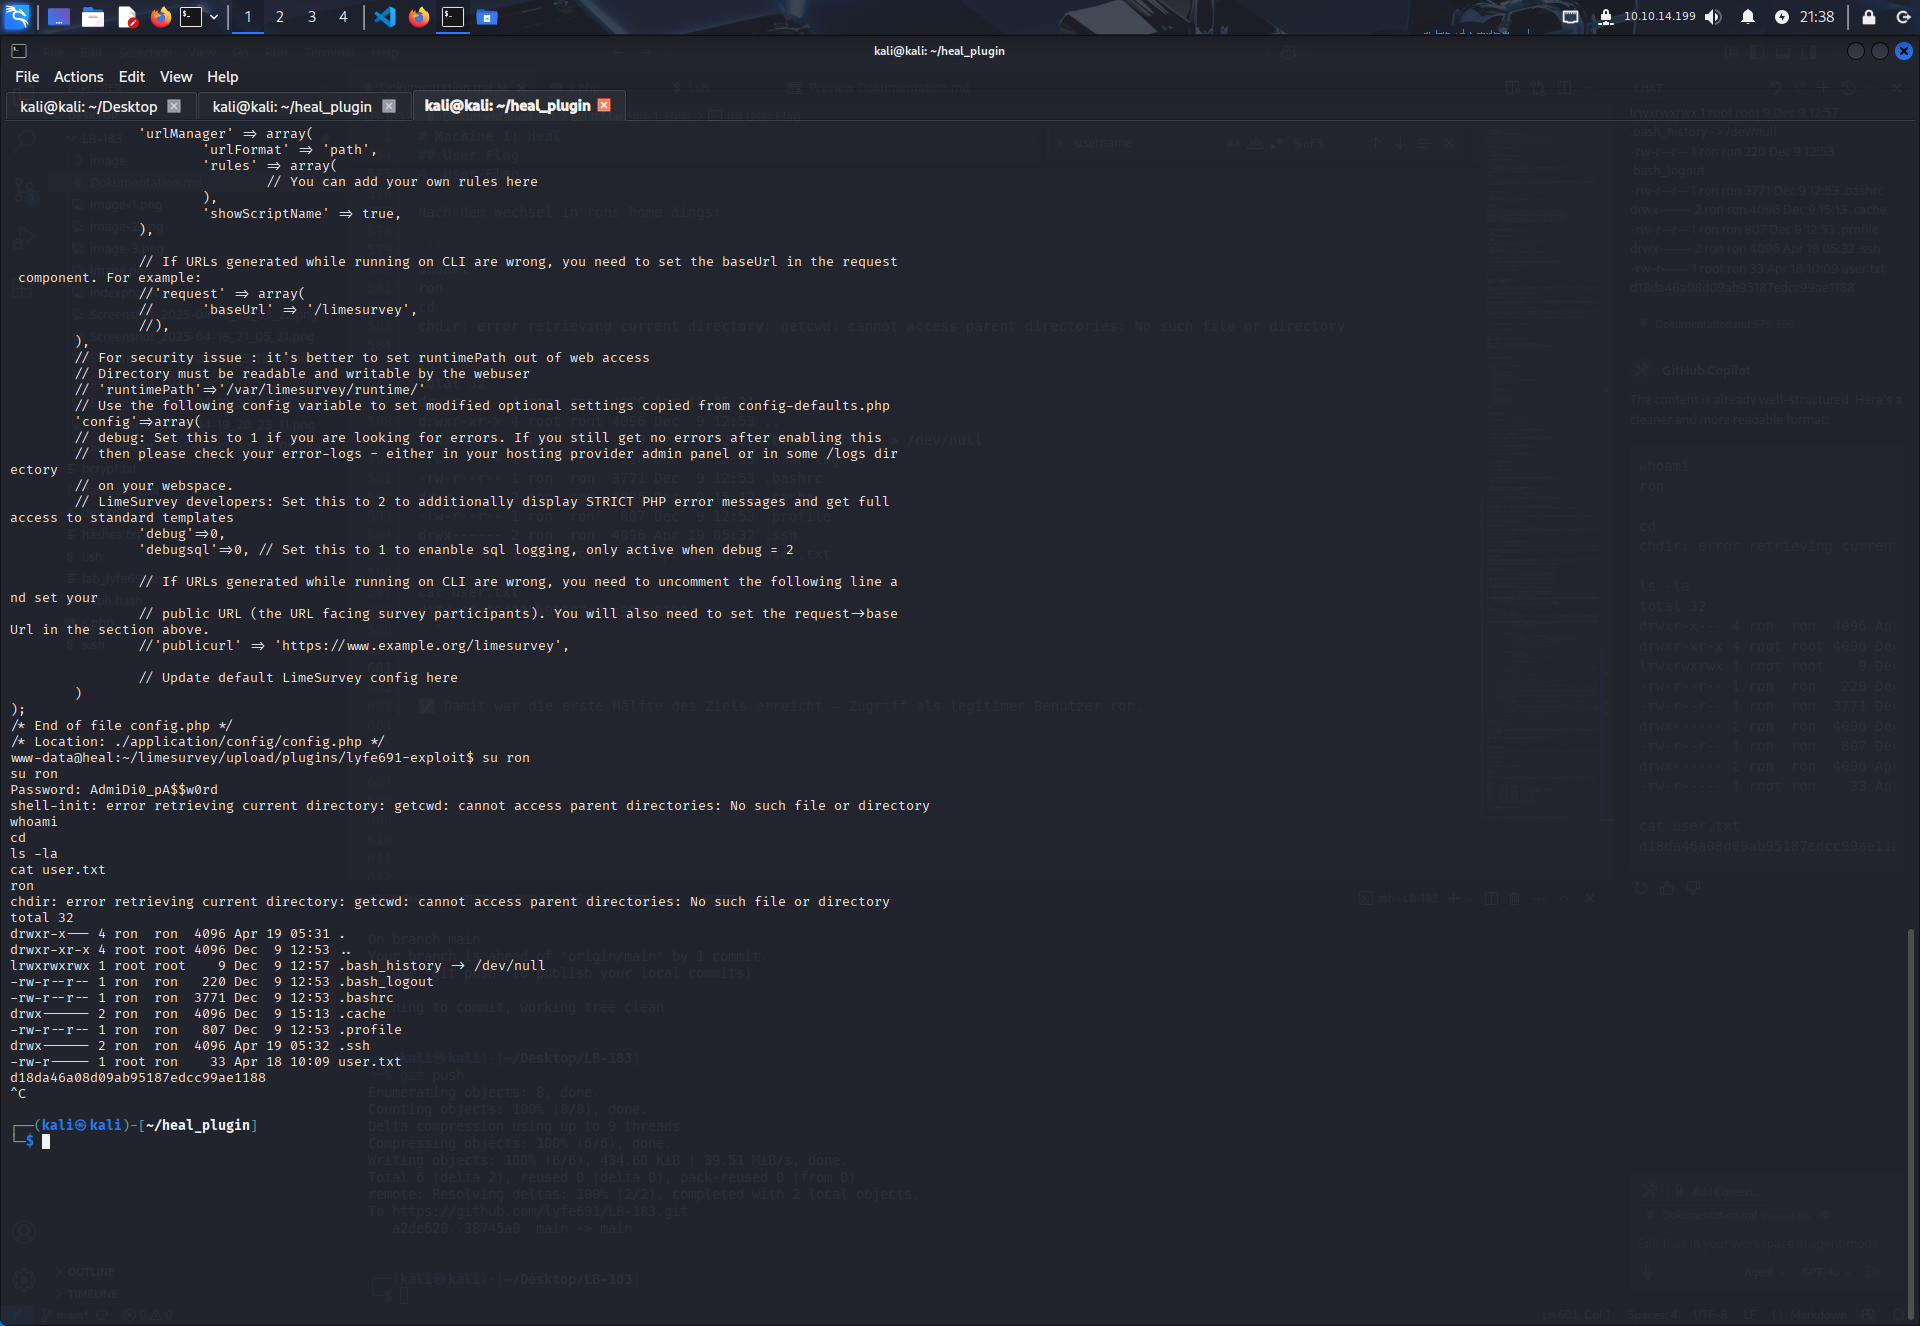 1 2 3 4 10.10.14.199 21:38
kali@kali: ~/heal_plugin
File Actions Edit View Help
kali@kali: ~/Desktop kali@kali: ~/heal_plugin kali@kali: ~/heal_plugin
'urlManager' => array(
'urlFormat' => 'path',
'rules' => array(
// You can add your own rules here
),
'showScriptName' => true,
),
// If URLs generated while running on CLI are wrong, you need to set the baseUrl in the request
component. For example:
//'request' => array(
// 'baseUrl' => '/limesurvey',
//),
),
// For security issue : it's better to set runtimePath out of web access
// Directory must be readable and writable by the webuser
// 'runtimePath'=>'/var/limesurvey/runtime/'
// Use the following config variable to set modified optional settings copied from config-defaults.php
'config'=>array(
// debug: Set this to 1 if you are looking for errors. If you still get no errors after enabling this
// then please check your error-logs - either in your hosting provider admin panel or in some /logs dir
ectory
// on your webspace.
// LimeSurvey developers: Set this to 2 to additionally display STRICT PHP error messages and get full
access to standard templates
'debug'=>0,
'debugsql'=>0, // Set this to 1 to enanble sql logging, only active when debug = 2
// If URLs generated while running on CLI are wrong, you need to uncomment the following line a
nd set your
// public URL (the URL facing survey participants). You will also need to set the request->base
Url in the section above.
//'publicurl' => 'https://www.example.org/limesurvey',
// Update default LimeSurvey config here
)
);
/* End of file config.php */
/* Location: ./application/config/config.php */
www-data@heal:~/limesurvey/upload/plugins/lyfe691-exploit$ su ron
su ron
Password: AdmiDi0_pA$$w0rd
shell-init: error retrieving current directory: getcwd: cannot access parent directories: No such file or directory
whoami
cd
ls -la
cat user.txt
ron
chdir: error retrieving current directory: getcwd: cannot access parent directories: No such file or directory
total 32
drwxr-x--- 4 ron ron 4096 Apr 19 05:31 .
drwxr-xr-x 4 root root 4096 Dec 9 12:53 ..
lrwxrwxrwx 1 root root 9 Dec 9 12:57 .bash_history -> /dev/null
-rw-r--r-- 1 ron ron 220 Dec 9 12:53 .bash_logout
-rw-r--r-- 1 ron ron 3771 Dec 9 12:53 .bashrc
drwx------ 2 ron ron 4096 Dec 9 15:13 .cache
-rw-r--r-- 1 ron ron 807 Dec 9 12:53 .profile
drwx------ 2 ron ron 4096 Apr 19 05:32 .ssh
-rw-r----- 1 root ron 33 Apr 18 10:09 user.txt
d18da46a08d09ab95187edcc99ae1188
^C
┌──(kali㉿kali)-[~/heal_plugin]
└─$